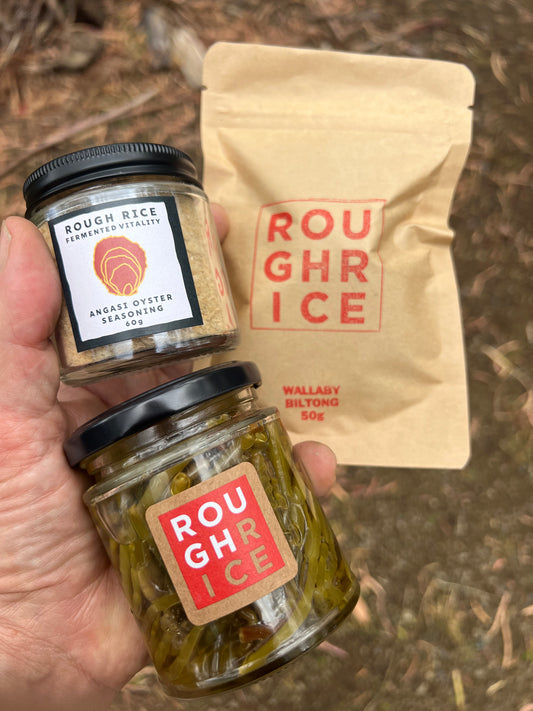 ROUGH RICE
FERMENTED VITALITY
ANGASI OYSTER
SEASONING
60g
ROU
GHR
ICE
WALLABY
BILTONG
50g
ROU
GHR
ICE